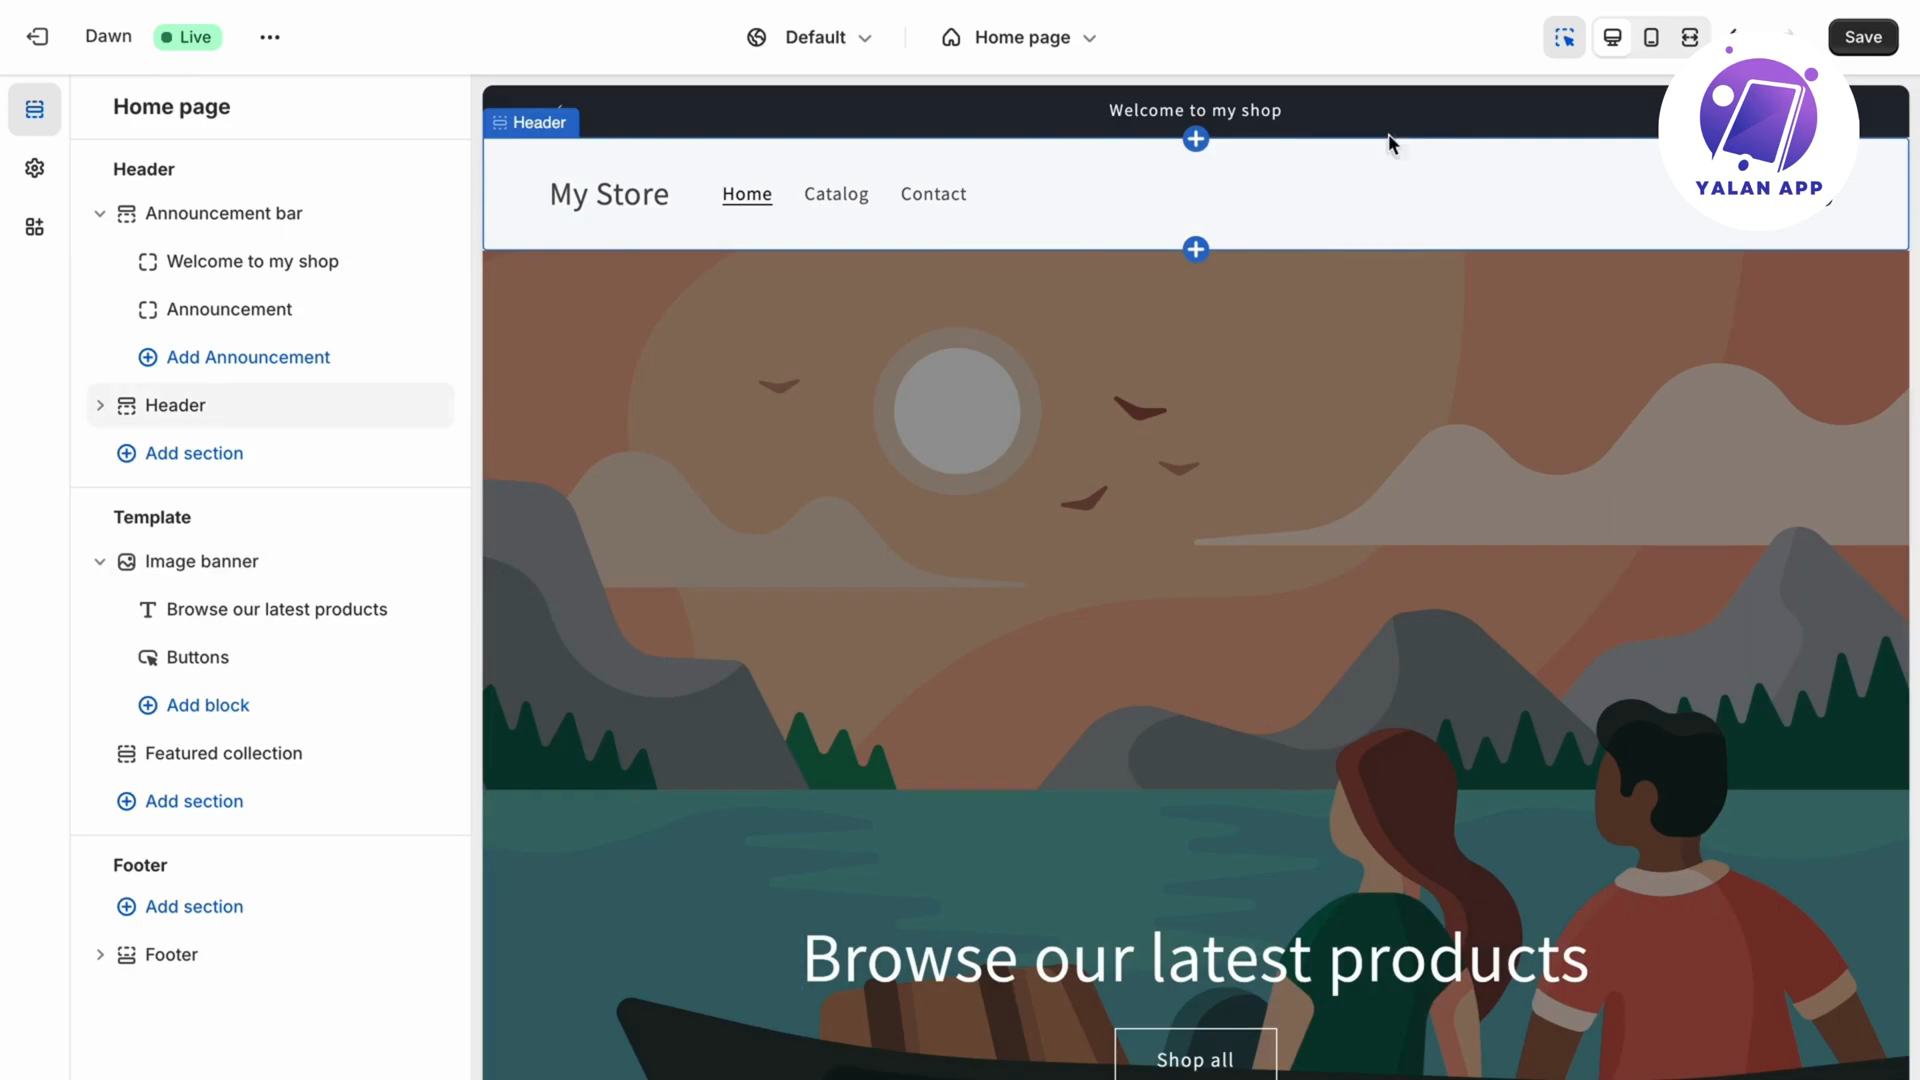 Dawn
Live
Default
Home page
Save
Home page
Header
Announcement bar
Welcome to my shop
Announcement
Add Announcement
Header
Add section
Template
Image banner
Browse our latest products
Buttons
Add block
Featured collection
Add section
Footer
Add section
Footer
Welcome to my shop
Header
My Store
Home
Catalog
Contact
YALAN APP
Browse our latest products
Shop all